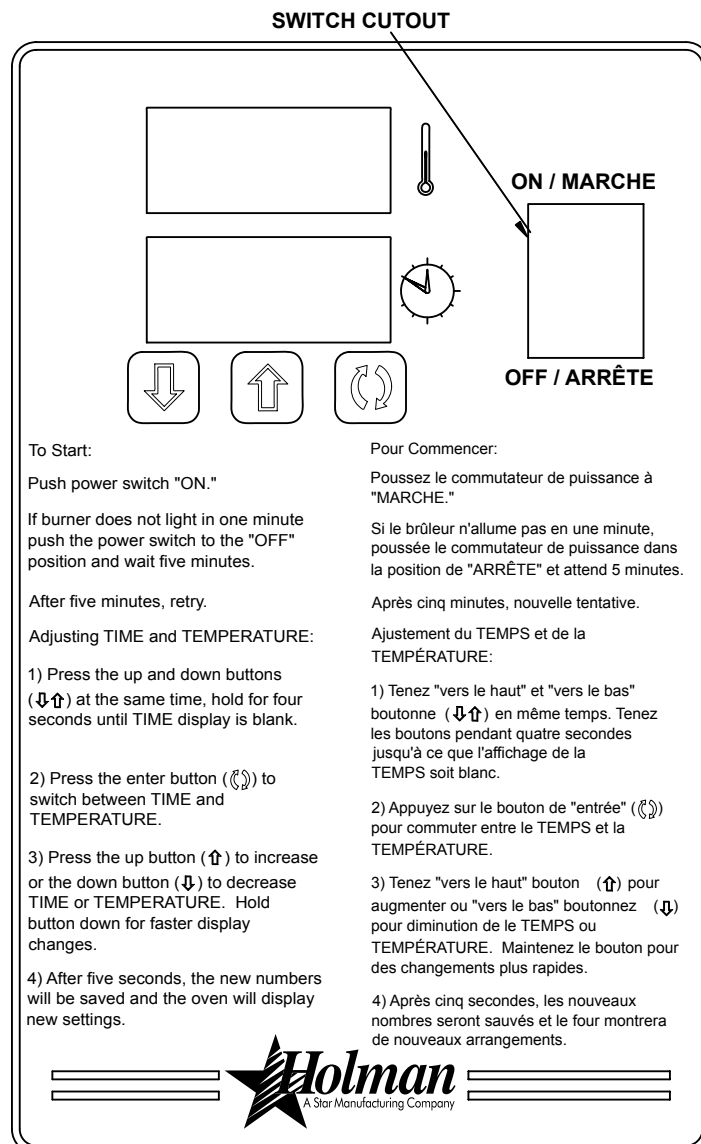 SWITCH CUTOUT
ON / MARCHE
OFF / ARRÊTE
To Start:
Push power switch "ON."
If burner does not light in one minute
push the power switch to the "OFF"
position and wait five minutes.
After five minutes, retry.
Adjusting TIME and TEMPERATURE:
1) Press the up and down buttons
(⇩⇧) at the same time, hold for four
seconds until TIME display is blank.
2) Press the enter button ( ) to
switch between TIME and
TEMPERATURE.
3) Press the up button (⇧) to increase
or the down button (⇩) to decrease
TIME or TEMPERATURE. Hold
button down for faster display
changes.
4) After five seconds, the new numbers
will be saved and the oven will display
new settings.
Pour Commencer:
Poussez le commutateur de puissance à
"MARCHE."
Si le brûleur n'allume pas en une minute,
poussée le commutateur de puissance dans
la position de "ARRÊTE" et attend 5 minutes.
Après cinq minutes, nouvelle tentative.
Ajustement du TEMPS et de la
TEMPÉRATURE:
1) Tenez "vers le haut" et "vers le bas"
boutonne (⇩⇧) en même temps. Tenez
les boutons pendant quatre secondes
jusqu'à ce que l'affichage de la
TEMPS soit blanc.
2) Appuyez sur le bouton de "entrée" ( )
pour commuter entre le TEMPS et la
TEMPÉRATURE.
3) Tenez "vers le haut" bouton (⇧) pour
augmenter ou "vers le bas" boutonnez (⇩)
pour diminution de le TEMPS ou
TEMPÉRATURE. Maintenez le bouton pour
des changements plus rapides.
4) Après cinq secondes, les nouveaux
nombres seront sauvés et le four montrera
de nouveaux arrangements.
Holman
A Star Manufacturing Company